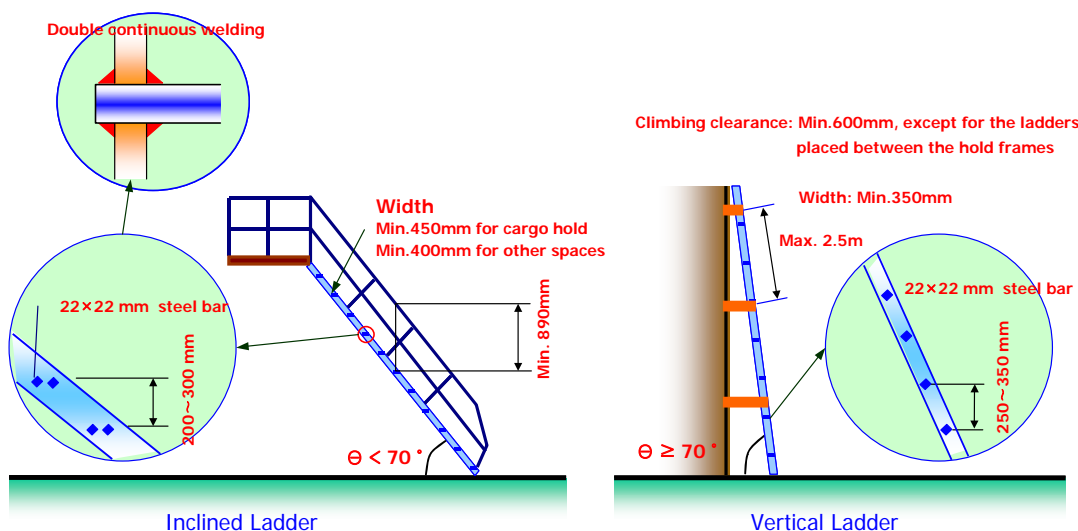 Double continuous welding
Climbing clearance: Min.600mm, except for the ladders
placed between the hold frames
Width
Min.450mm for cargo hold
Min.400mm for other spaces
Width: Min.350mm
Max. 2.5m
22×22 mm steel bar
200~300 mm
Min. 890mm
Θ < 70˚
22×22 mm steel bar
250~350 mm
Θ ≥ 70˚
Inclined Ladder
Vertical Ladder